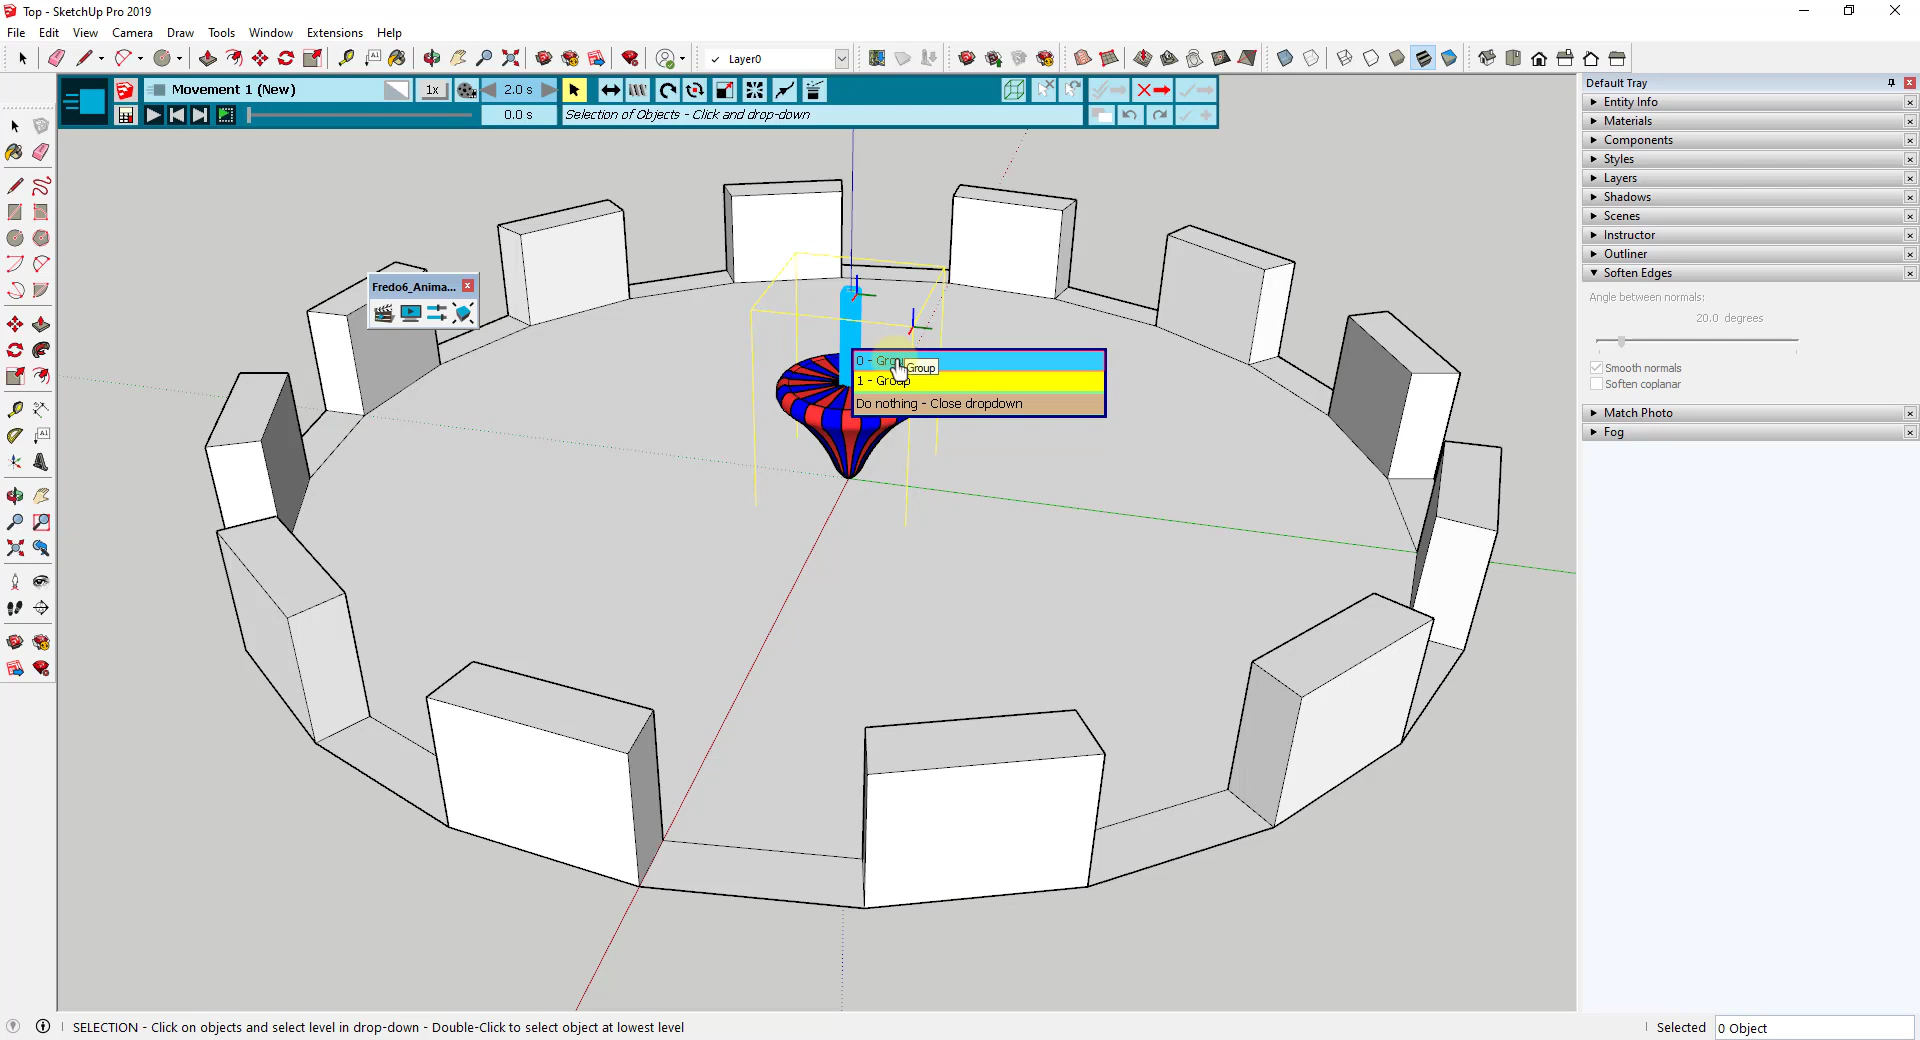 Top - SketchUp Pro 2019
File Edit View Camera Draw Tools Window Extensions Help
Layer0
Movement 1 (New)
1x
2.0 s
0.0 s
Selection of Objects - Click and drop-down
Fredo6_Anima...
0 - Group
Group
1 - Group
Do nothing - Close dropdown
Default Tray
Entity Info
Materials
Components
Styles
Layers
Shadows
Scenes
Instructor
Outliner
Soften Edges
Angle between normals:
20.0 degrees
Smooth normals
Soften coplanar
Match Photo
Fog
SELECTION - Click on objects and select level in drop-down - Double-Click to select object at lowest level
Selected 0 Object